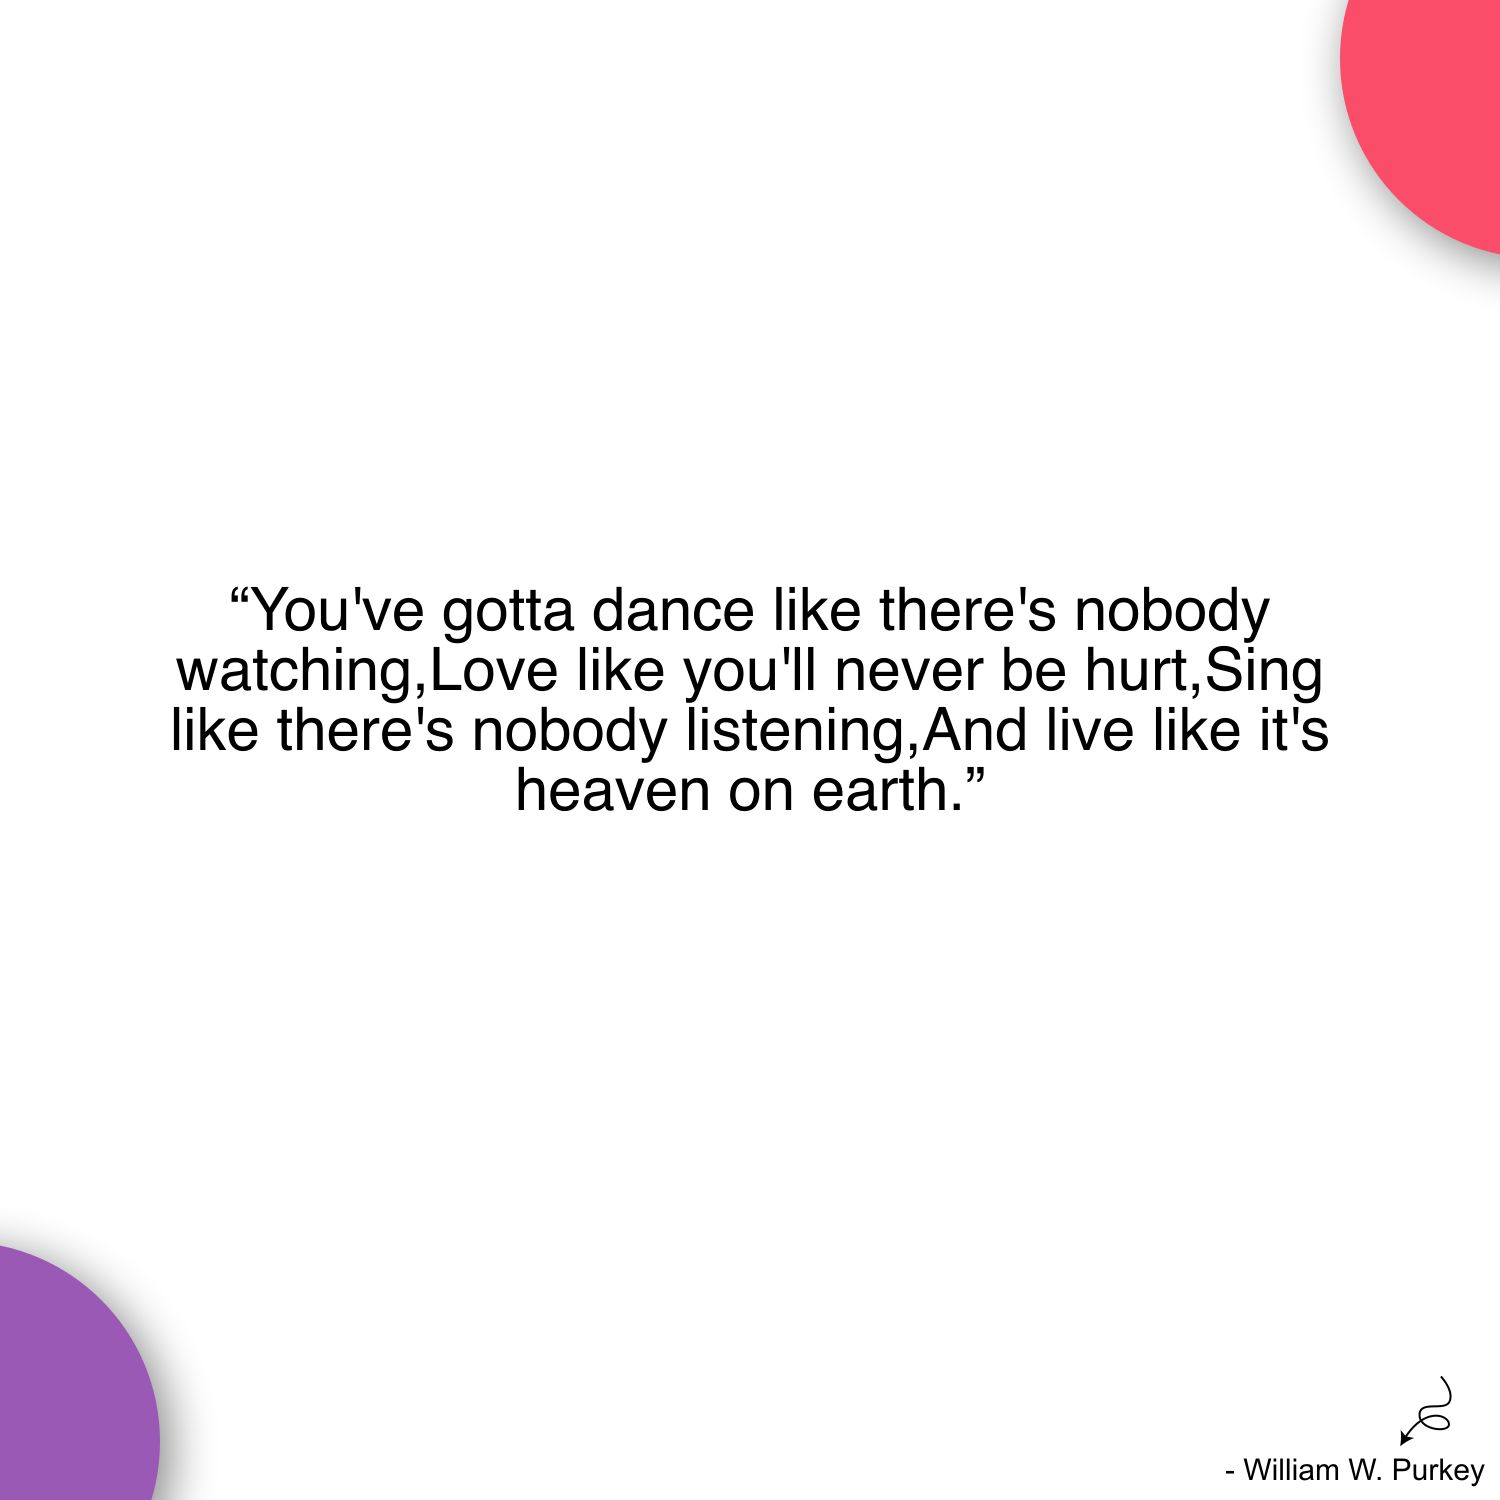 “You've gotta dance like there's nobody
watching,Love like you'll never be hurt,Sing
like there's nobody listening,And live like it's
heaven on earth.”
- William W. Purkey